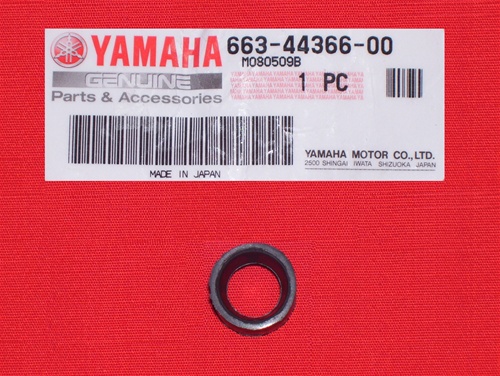 YAMAHA 663-44366-00
GENUINE M080509B
Parts & Accessories 1 PC
YAMAHA MOTOR CO.,LTD.
2500 SHINGAI IWATA SHIZUOKA JAPAN
MADE IN JAPAN